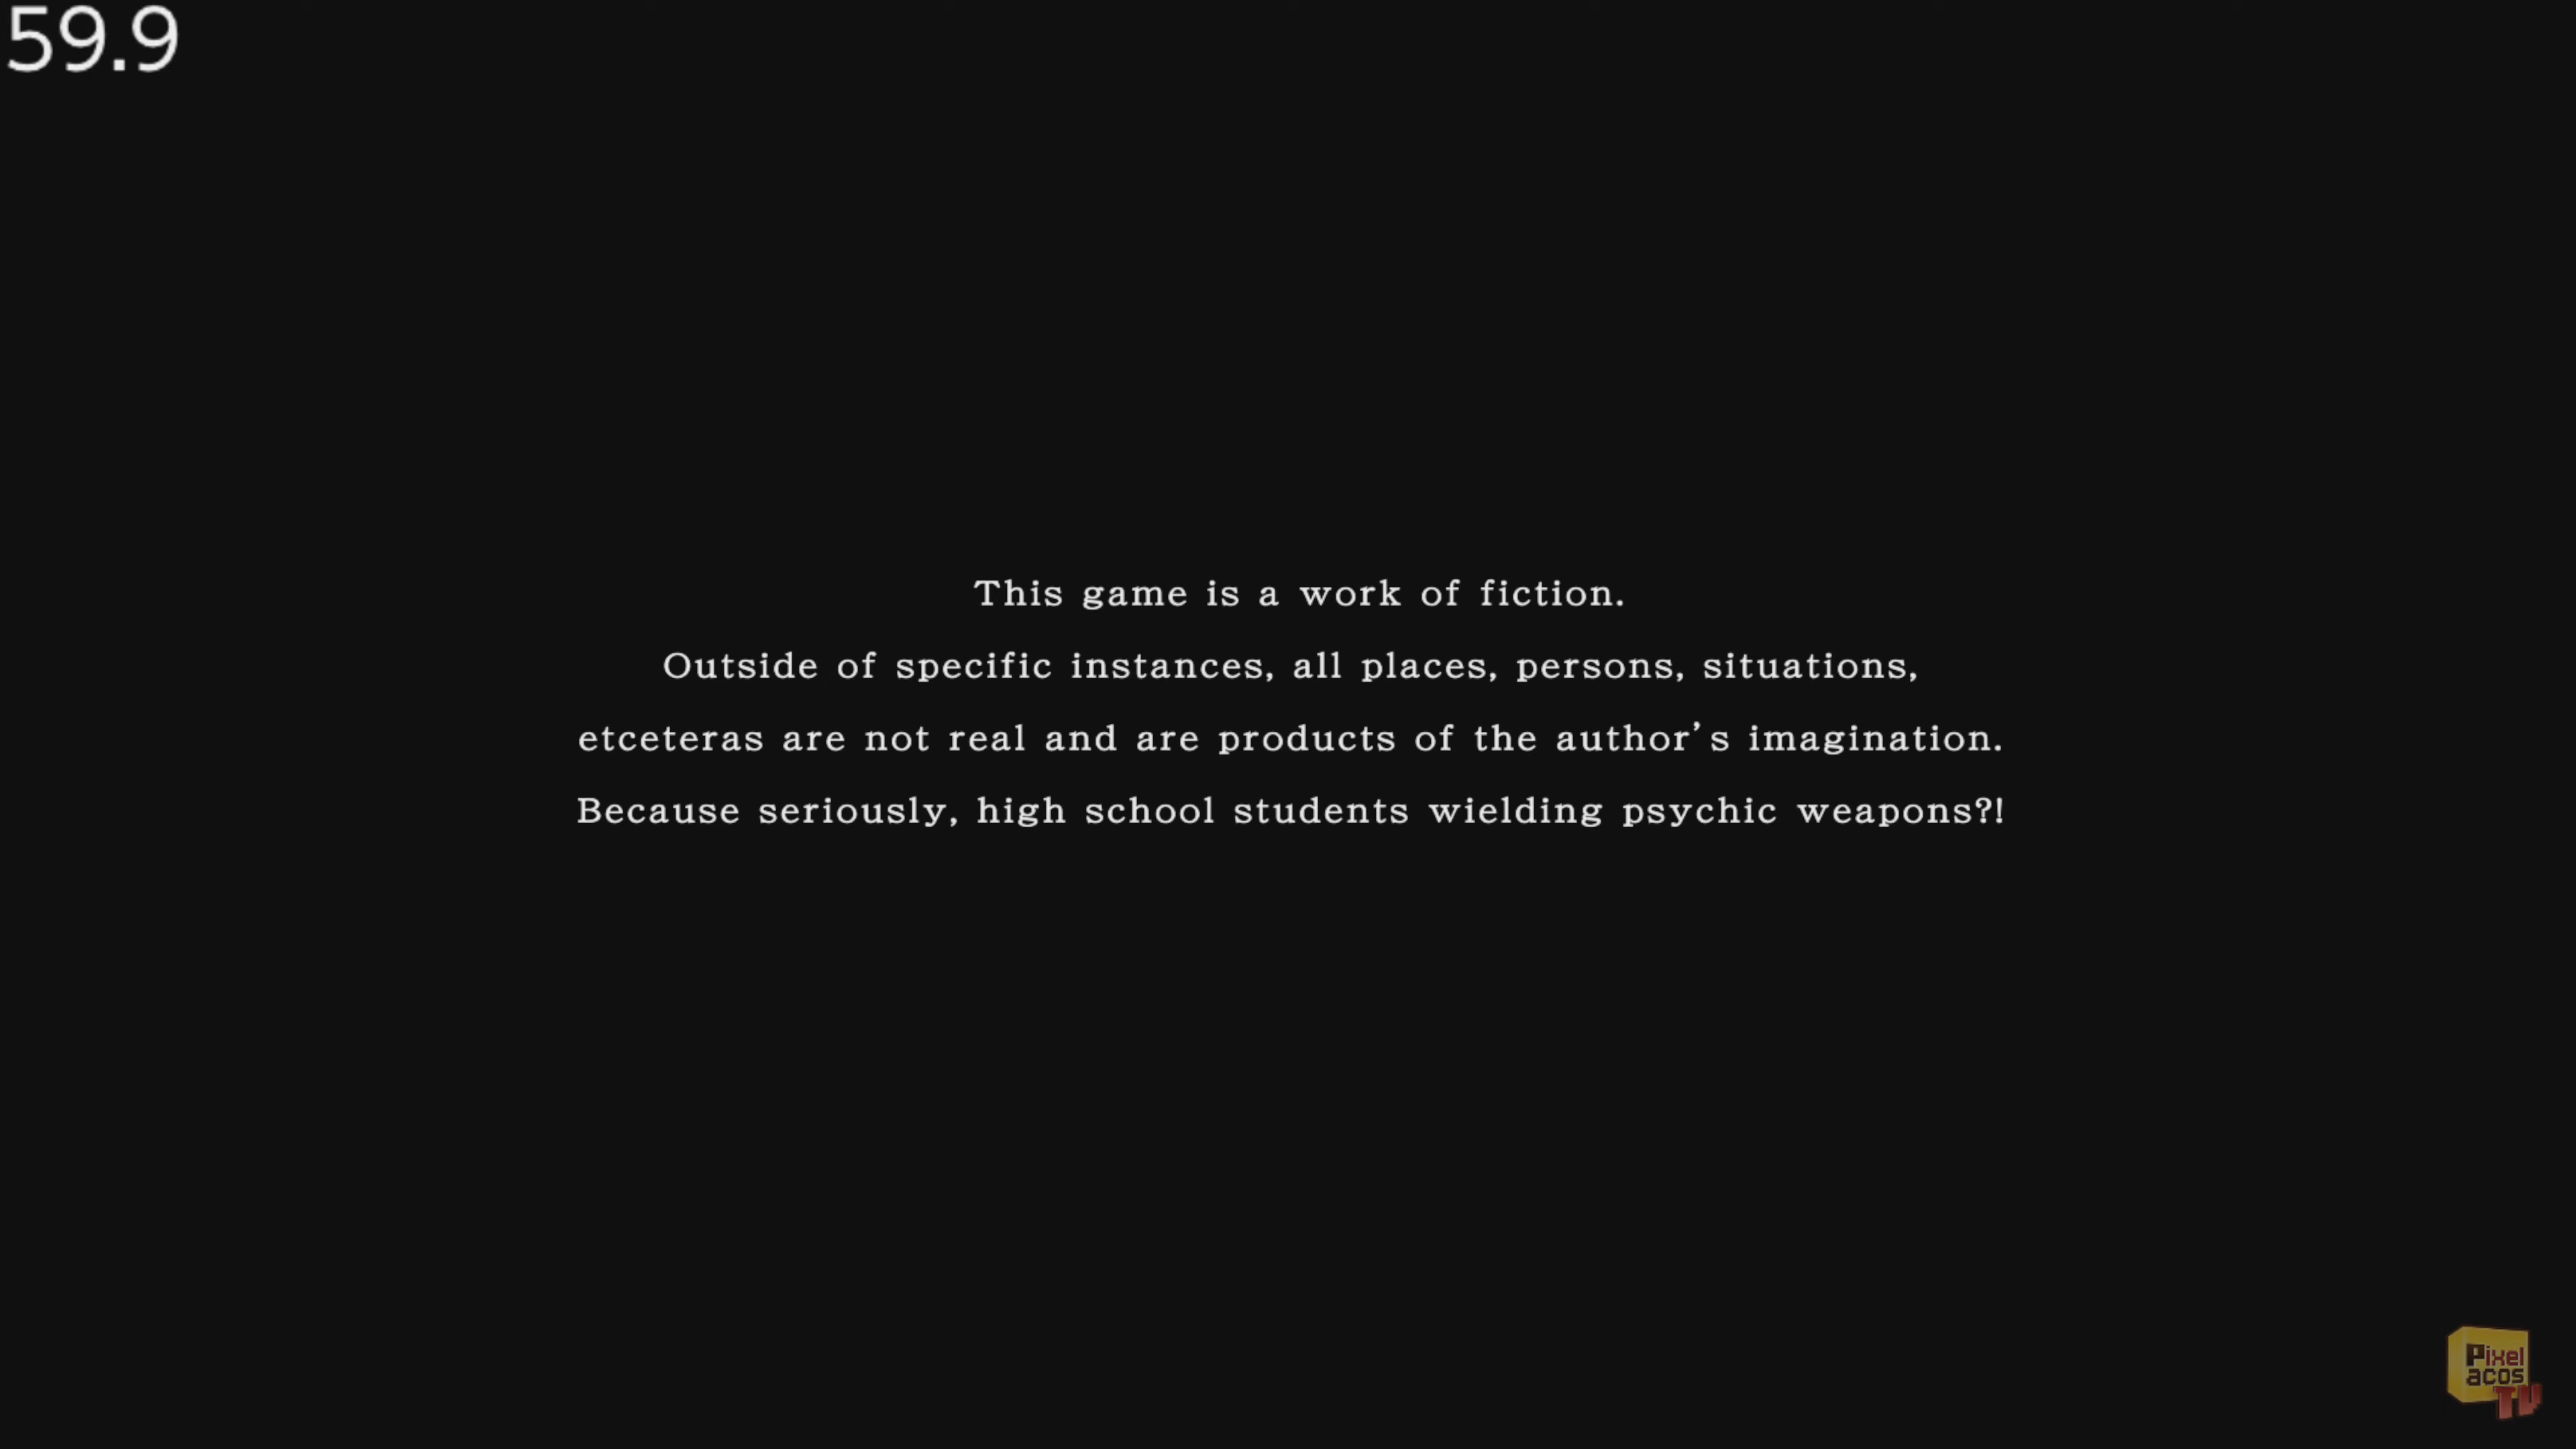 59.9
This game is a work of fiction.
Outside of specific instances, all places, persons, situations,
etceteras are not real and are products of the author's imagination.
Because seriously, high school students wielding psychic weapons?!
Pixel
acos
TV